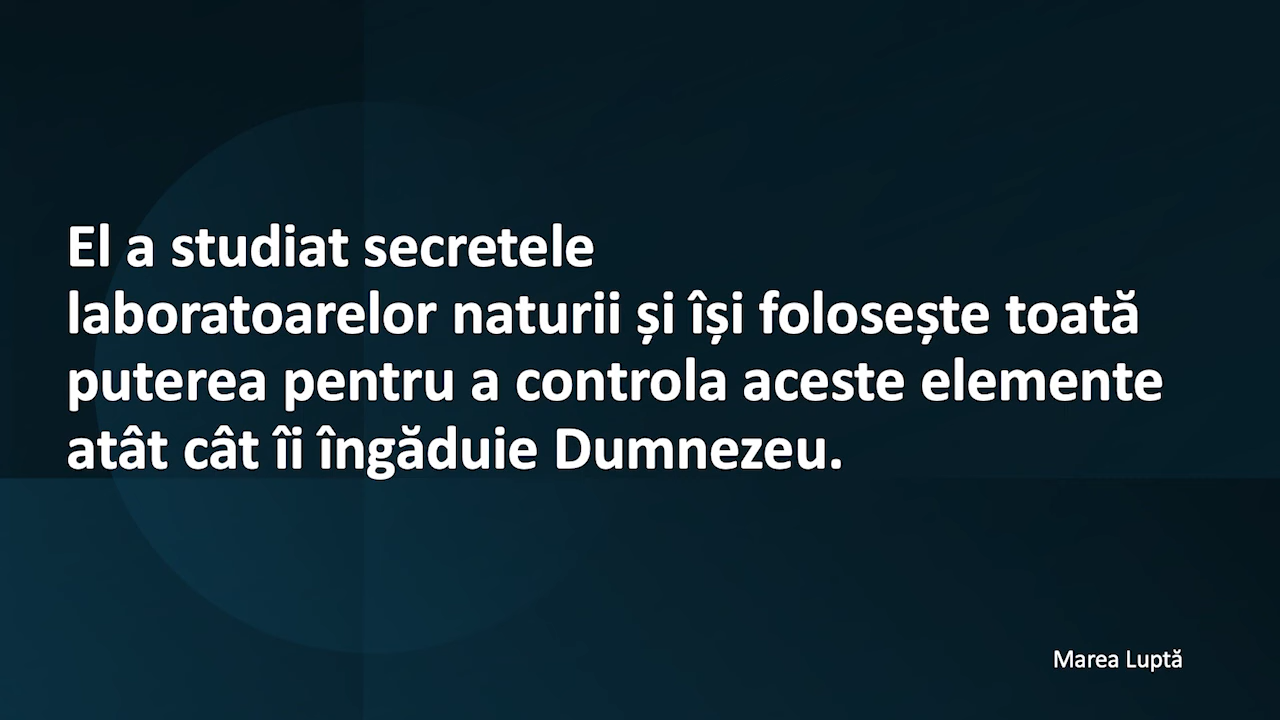 El a studiat secretele
laboratoarelor naturii și își folosește toată
puterea pentru a controla aceste elemente
atât cât îi îngăduie Dumnezeu.
Marea Luptă